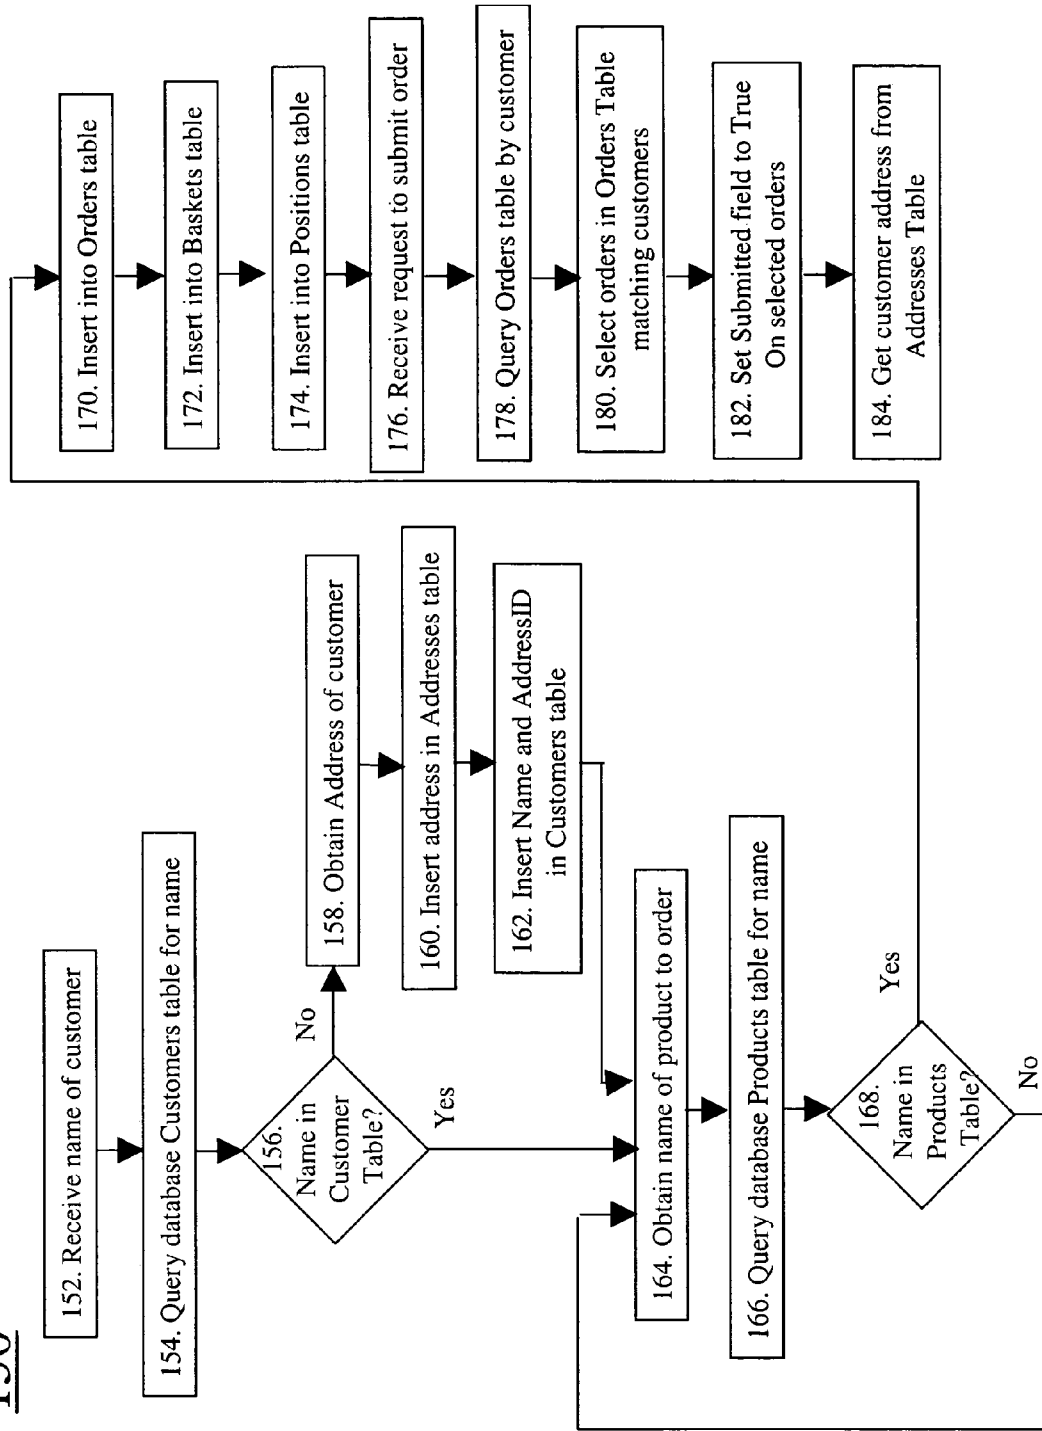 152. Receive name of customer
154. Query database Customers table for name
156.
Name in
Customer
Table?
No
Yes
158. Obtain Address of customer
160. Insert address in Addresses table
162. Insert Name and AddressID
in Customers table
164. Obtain name of product to order
166. Query database Products table for name
168.
Name in
Products
Table?
Yes
No
170. Insert into Orders table
172. Insert into Baskets table
174. Insert into Positions table
176. Receive request to submit order
178. Query Orders table by customer
180. Select orders in Orders Table
matching customers
182. Set Submitted field to True
On selected orders
184. Get customer address from
Addresses Table